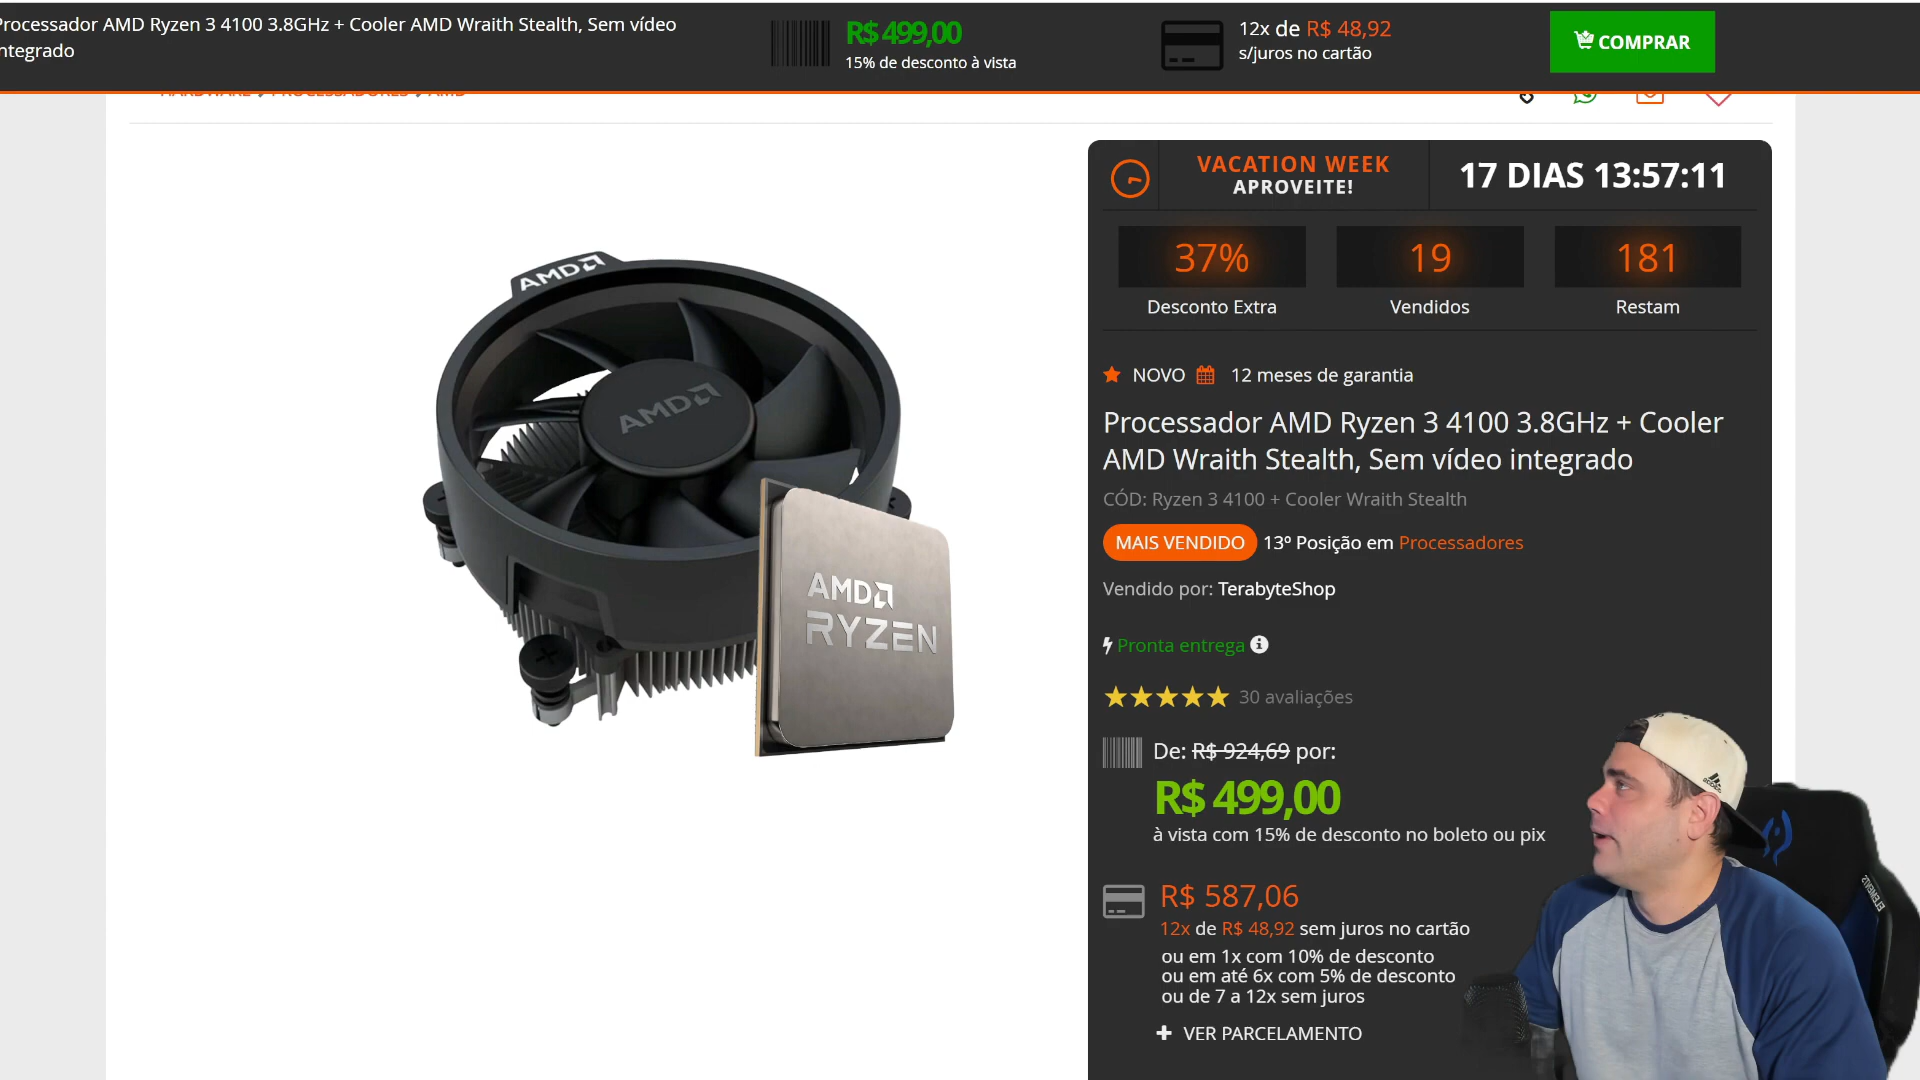 Processador AMD Ryzen 3 4100 3.8GHz + Cooler AMD Wraith Stealth, Sem vídeo
integrado
R$ 499,00
15% de desconto à vista
12x de R$ 48,92
s/juros no cartão
COMPRAR
HARDWARE PROCESSADORES AMD
VACATION WEEK
APROVEITE!
17 DIAS 13:57:11
37%
19
181
Desconto Extra
Vendidos
Restam
NOVO
12 meses de garantia
Processador AMD Ryzen 3 4100 3.8GHz + Cooler
AMD Wraith Stealth, Sem vídeo integrado
CÓD: Ryzen 3 4100 + Cooler Wraith Stealth
MAIS VENDIDO 13º Posição em Processadores
Vendido por: TerabyteShop
Pronta entrega
30 avaliações
De: R$ 924,69 por:
R$ 499,00
à vista com 15% de desconto no boleto ou pix
R$ 587,06
12x de R$ 48,92 sem juros no cartão
ou em 1x com 10% de desconto
ou em até 6x com 5% de desconto
ou de 7 a 12x sem juros
+ VER PARCELAMENTO
AMD
AMD
AMD
RYZEN
adidas